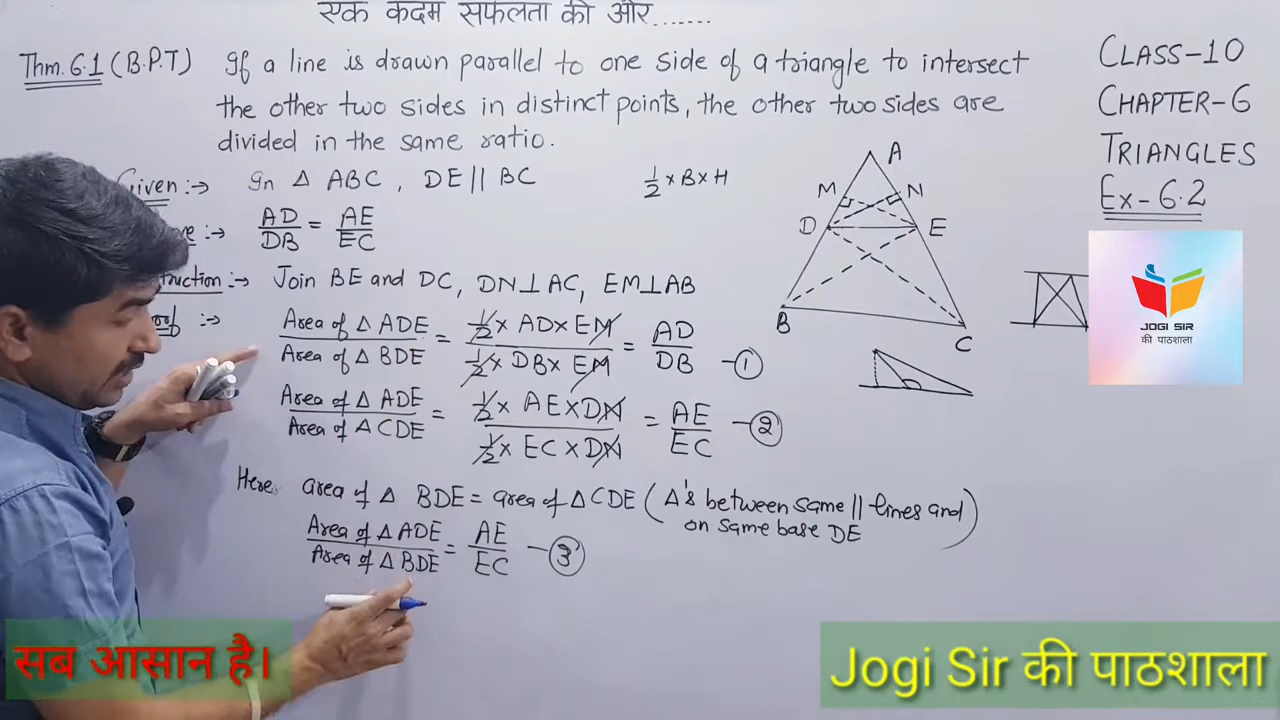 एक कदम सफलता की ओर.......
Thm. 6.1 (B.P.T) If a line is drawn parallel to one side of a triangle to intersect
the other two sides in distinct points, the other two sides are
divided in the same ratio.
Given :-> In △ ABC , DE || BC
1/2 × B × H
:-> AD/DB = AE/EC
truction :-> Join BE and DC, DN⊥AC, EM⊥AB
:-> Area of △ ADE / Area of △ BDE = 1/2 × AD × EM / 1/2 × DB × EM = AD/DB —①
Area of △ ADE / Area of △ CDE = 1/2 × AE × DN / 1/2 × EC × DN = AE/EC —②
Here, area of △ BDE = area of △ CDE (△'s between same || lines and
on same base DE)
Area of △ ADE / Area of △ BDE = AE/EC —③
A
M
N
D
E
B
C
CLASS-10
CHAPTER-6
TRIANGLES
Ex-6.2
JOGI SIR
की पाठशाला
सब आसान है।
Jogi Sir की पाठशाला